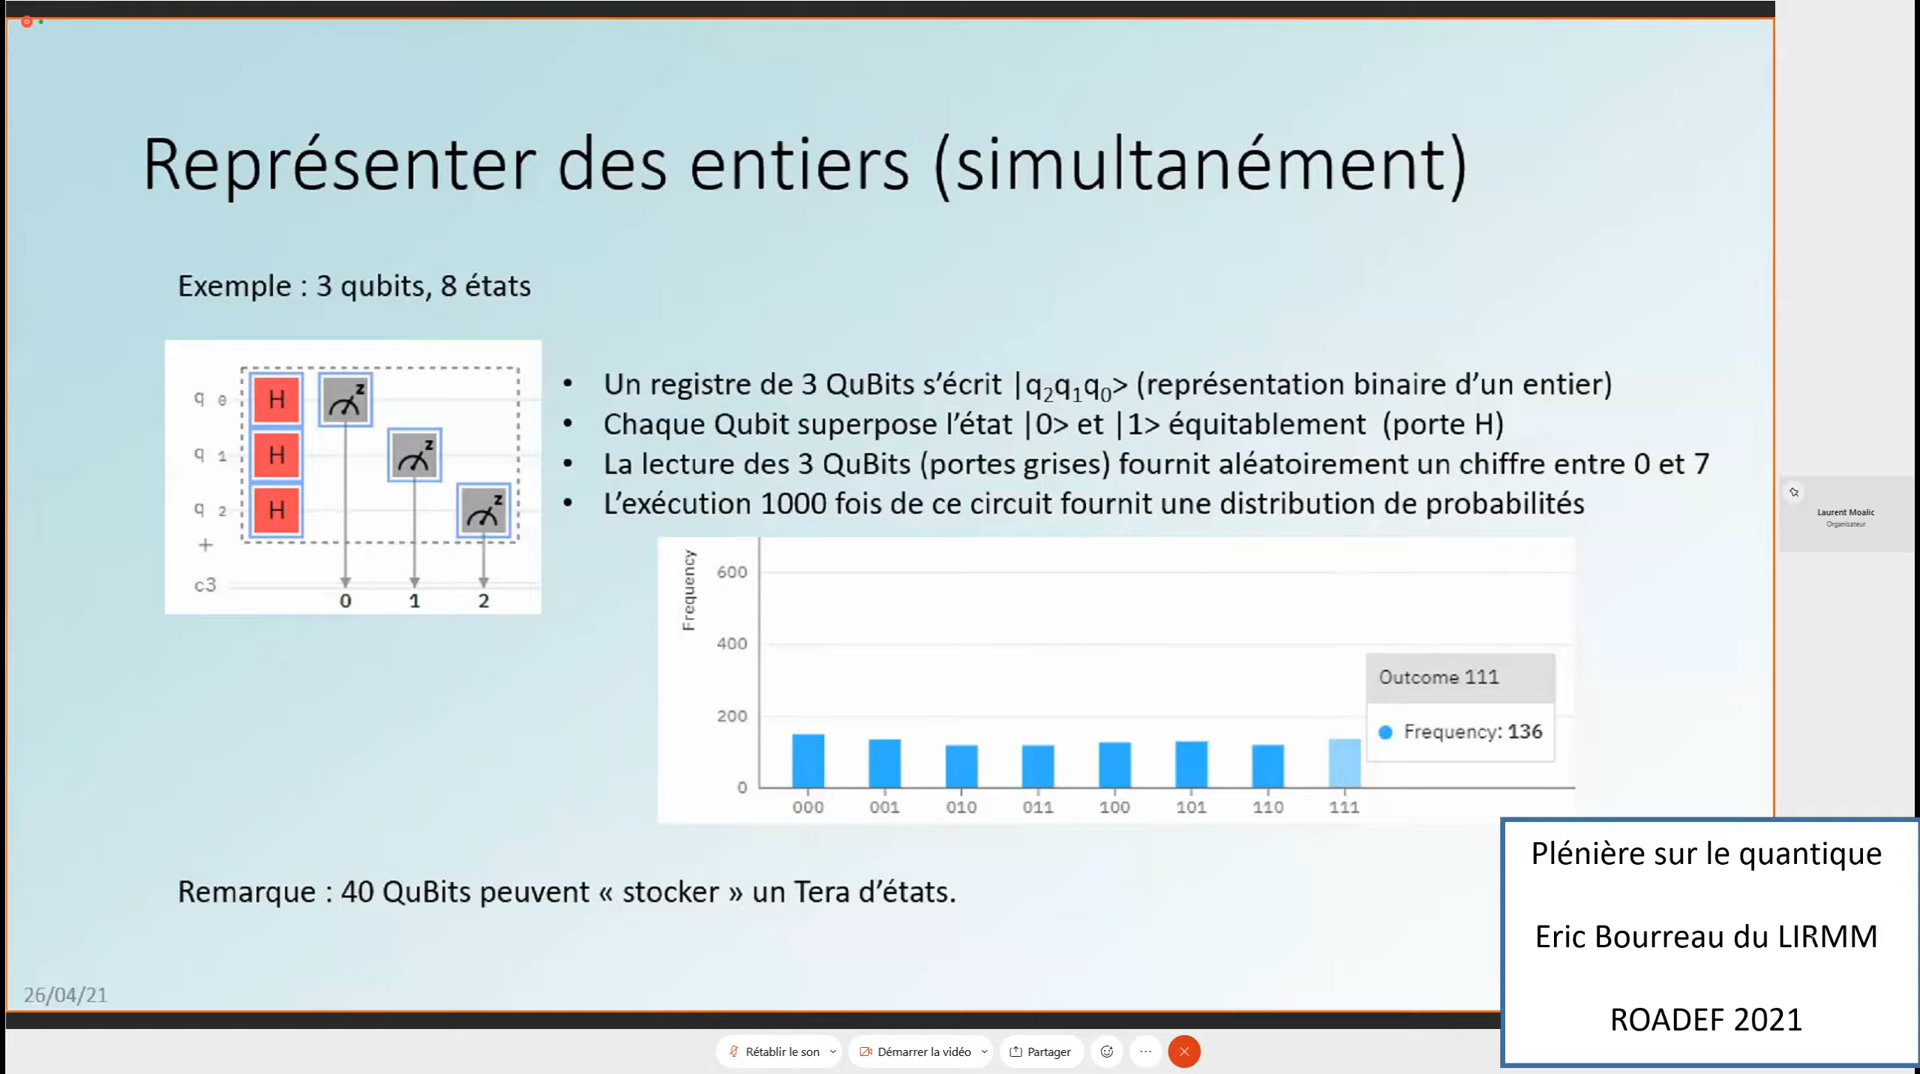 Représenter des entiers (simultanément)
Exemple : 3 qubits, 8 états
q 0 H z
q 1 H z
q 2 H z
+
c3
0 1 2
• Un registre de 3 QuBits s’écrit |q₂q₁q₀> (représentation binaire d’un entier)
• Chaque Qubit superpose l’état |0> et |1> équitablement (porte H)
• La lecture des 3 QuBits (portes grises) fournit aléatoirement un chiffre entre 0 et 7
• L’exécution 1000 fois de ce circuit fournit une distribution de probabilités
Frequency
600
400
200
0
000 001 010 011 100 101 110 111
Outcome 111
Frequency: 136
Remarque : 40 QuBits peuvent « stocker » un Tera d’états.
26/04/21
Laurent Moalic
Organisateur
Plénière sur le quantique
Eric Bourreau du LIRMM
ROADEF 2021
Rétablir le son Démarrer la vidéo Partager